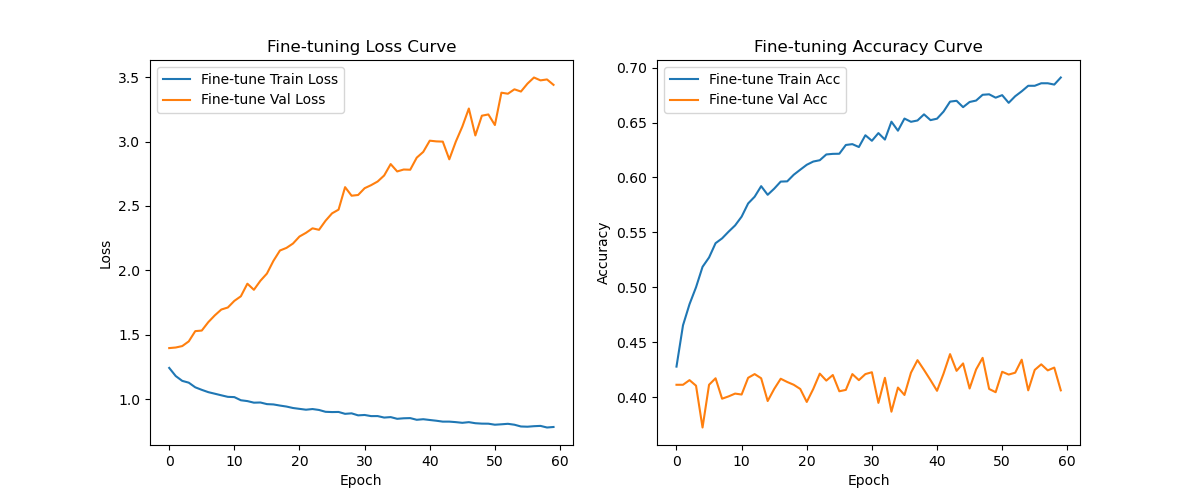 Fine-tuning Loss Curve
Fine-tune Train Loss
Fine-tune Val Loss
3.5
3.0
2.5
2.0
1.5
1.0
Loss
0 10 20 30 40 50 60
Epoch
Fine-tuning Accuracy Curve
Fine-tune Train Acc
Fine-tune Val Acc
0.70
0.65
0.60
0.55
0.50
0.45
0.40
Accuracy
0 10 20 30 40 50 60
Epoch